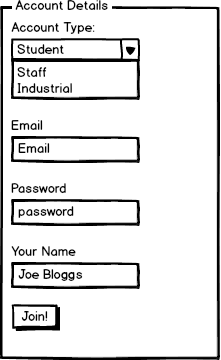 Account Details
Account Type:
Student
Staff
Industrial
Email
Email
Password
password
Your Name
Joe Bloggs
Join!